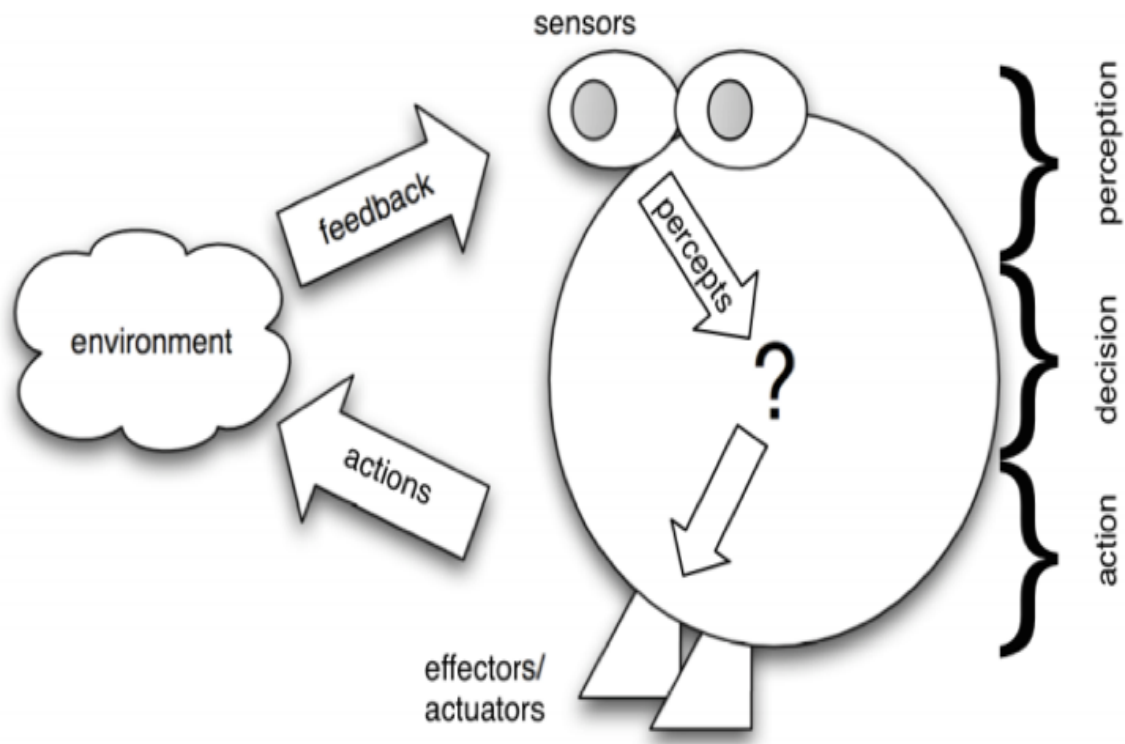 sensors
feedback
percepts
environment
?
actions
effectors/
actuators
perception
decision
action